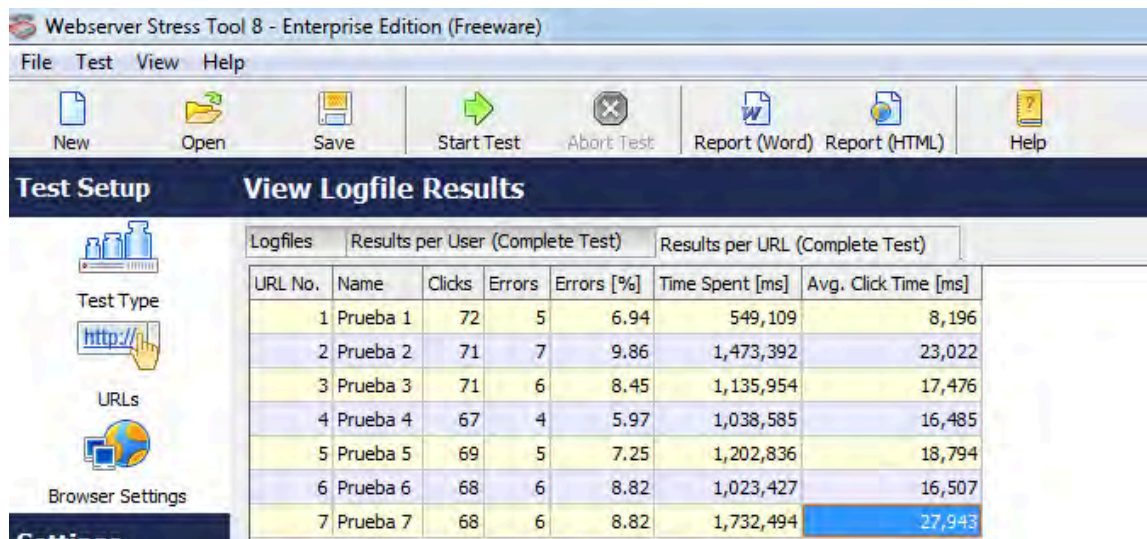 Webserver Stress Tool 8 - Enterprise Edition (Freeware)
File Test View Help
New Open Save Start Test Abort Test Report (Word) Report (HTML) Help
Test Setup
View Logfile Results
Test Type
http://
URLs
Browser Settings
Logfiles Results per User (Complete Test) Results per URL (Complete Test)
URL No. Name Clicks Errors Errors [%] Time Spent [ms] Avg. Click Time [ms]
1 Prueba 1 72 5 6.94 549,109 8,196
2 Prueba 2 71 7 9.86 1,473,392 23,022
3 Prueba 3 71 6 8.45 1,135,954 17,476
4 Prueba 4 67 4 5.97 1,038,585 16,485
5 Prueba 5 69 5 7.25 1,202,836 18,794
6 Prueba 6 68 6 8.82 1,023,427 16,507
7 Prueba 7 68 6 8.82 1,732,494 27,943